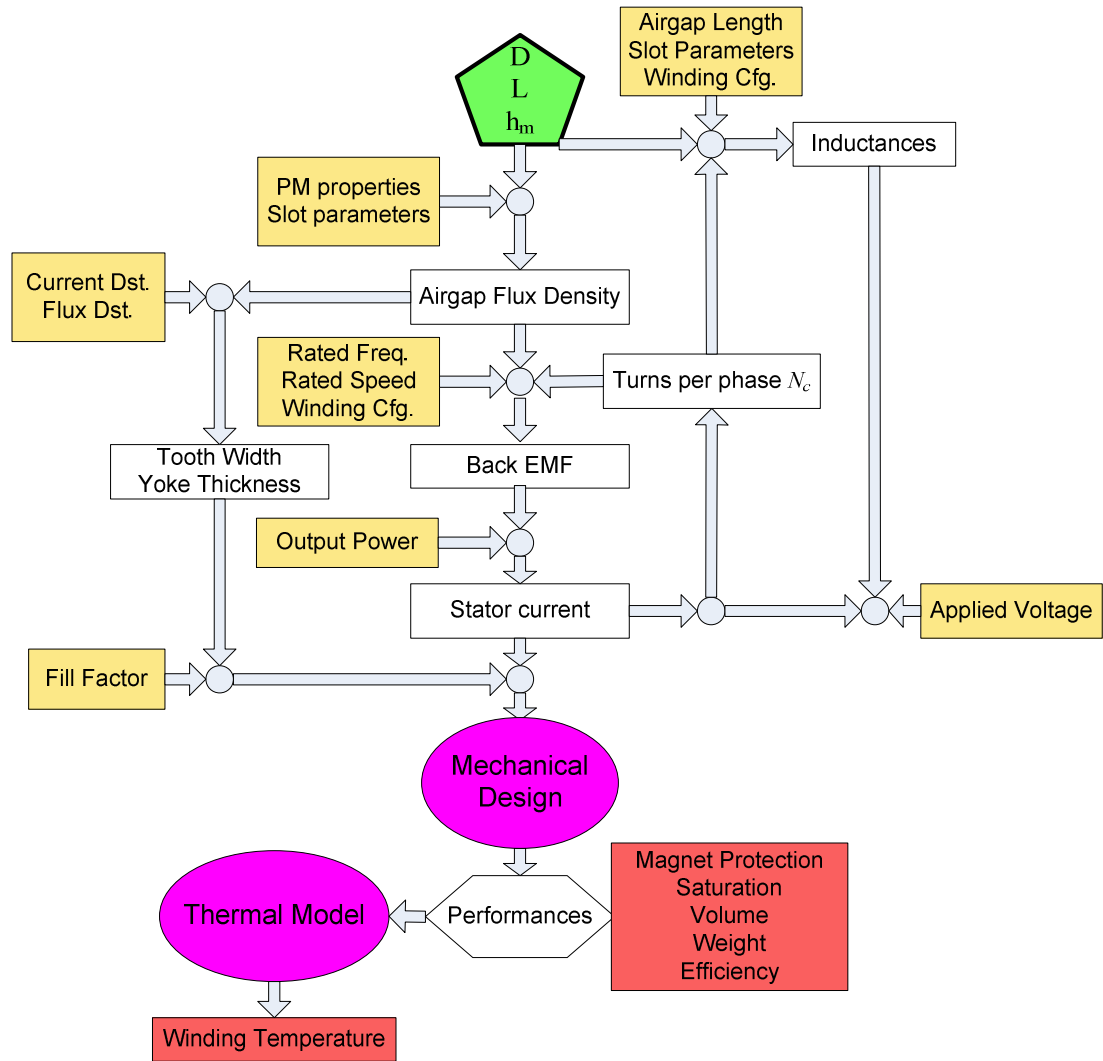 D
L
hₘ
Airgap Length
Slot Parameters
Winding Cfg.
Inductances
PM properties
Slot parameters
Current Dst.
Flux Dst.
Airgap Flux Density
Rated Freq.
Rated Speed
Winding Cfg.
Turns per phase N_c
Tooth Width
Yoke Thickness
Back EMF
Output Power
Stator current
Applied Voltage
Fill Factor
Mechanical
Design
Magnet Protection
Saturation
Volume
Weight
Efficiency
Thermal Model
Performances
Winding Temperature